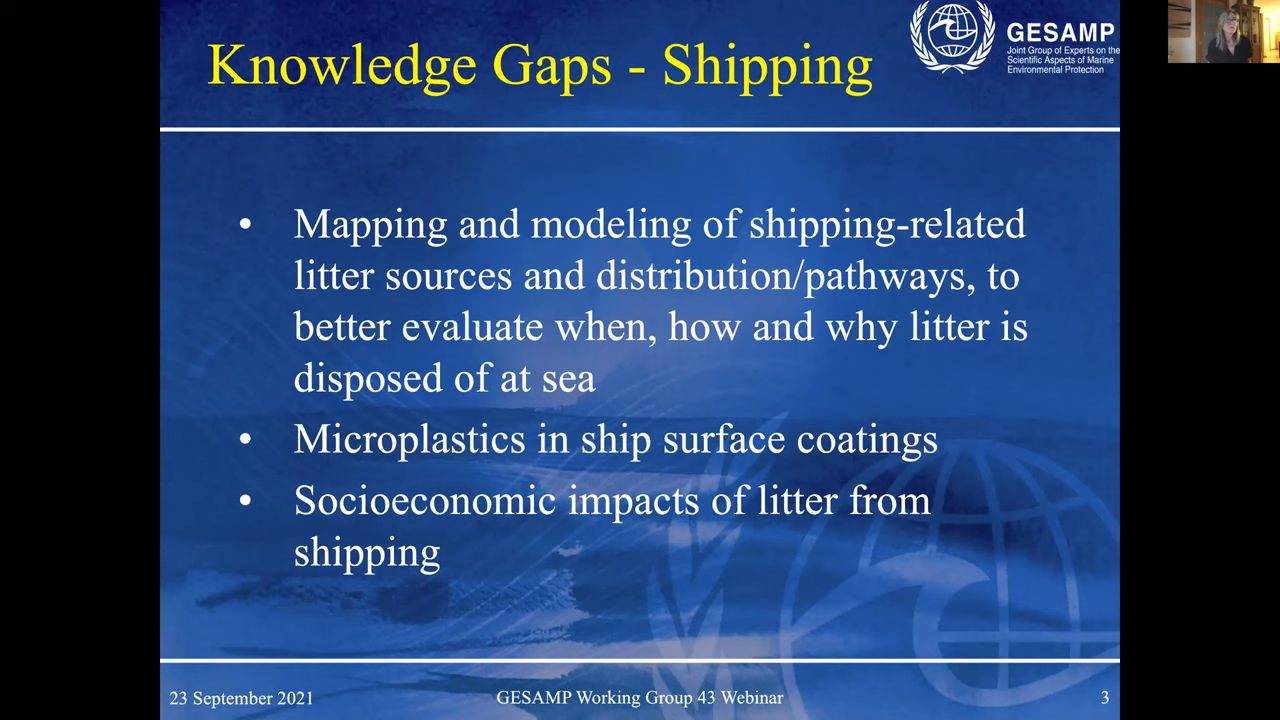 Knowledge Gaps - Shipping
GESAMP
Joint Group of Experts on the
Scientific Aspects of Marine
Environmental Protection
• Mapping and modeling of shipping-related
litter sources and distribution/pathways, to
better evaluate when, how and why litter is
disposed of at sea
• Microplastics in ship surface coatings
• Socioeconomic impacts of litter from
shipping
23 September 2021
GESAMP Working Group 43 Webinar
3